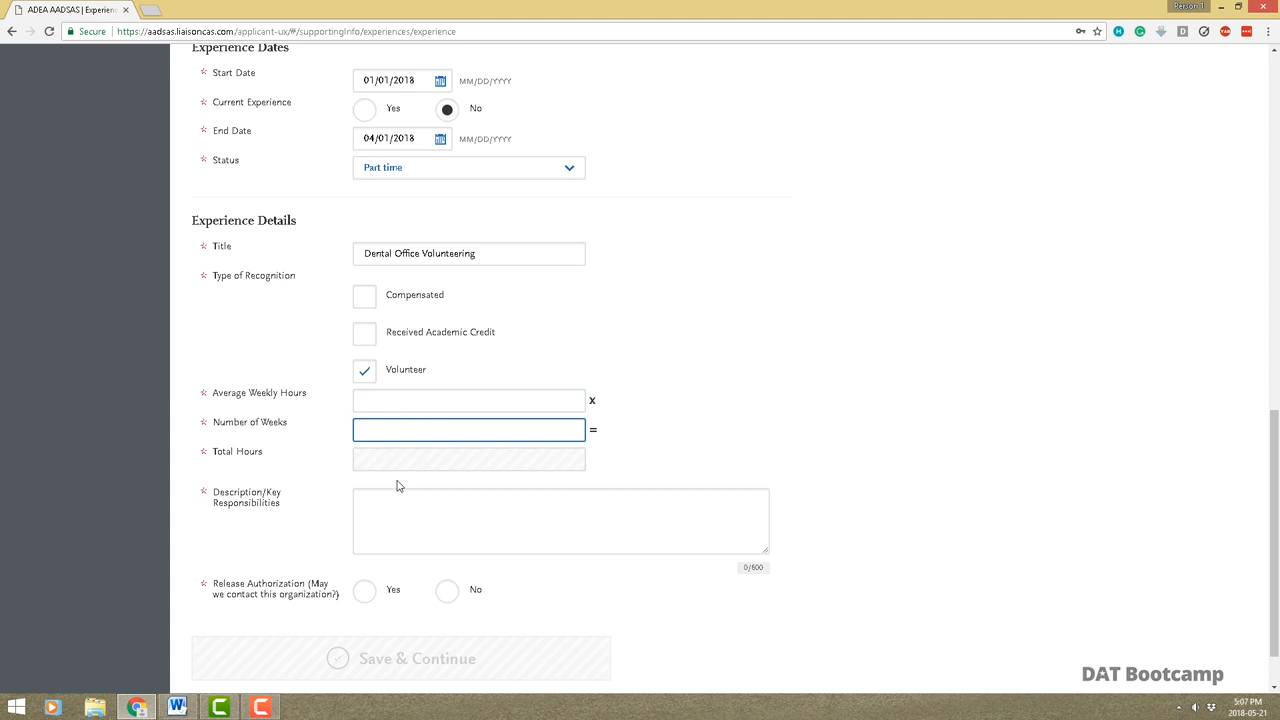 ADEA AADSAS | Experienc
Person 1
Secure
https://aadsas.liaisoncas.com/applicant-ux/#/supportingInfo/experiences/experience
Experience Dates
* Start Date
01/01/2018
MM/DD/YYYY
* Current Experience
Yes
No
* End Date
04/01/2018
MM/DD/YYYY
* Status
Part time
Experience Details
* Title
Dental Office Volunteering
* Type of Recognition
Compensated
Received Academic Credit
Volunteer
* Average Weekly Hours
x
* Number of Weeks
=
* Total Hours
* Description/Key
Responsibilities
0/600
* Release Authorization (May
we contact this organization?)
Yes
No
Save & Continue
DAT Bootcamp
5:07 PM
2018-05-21